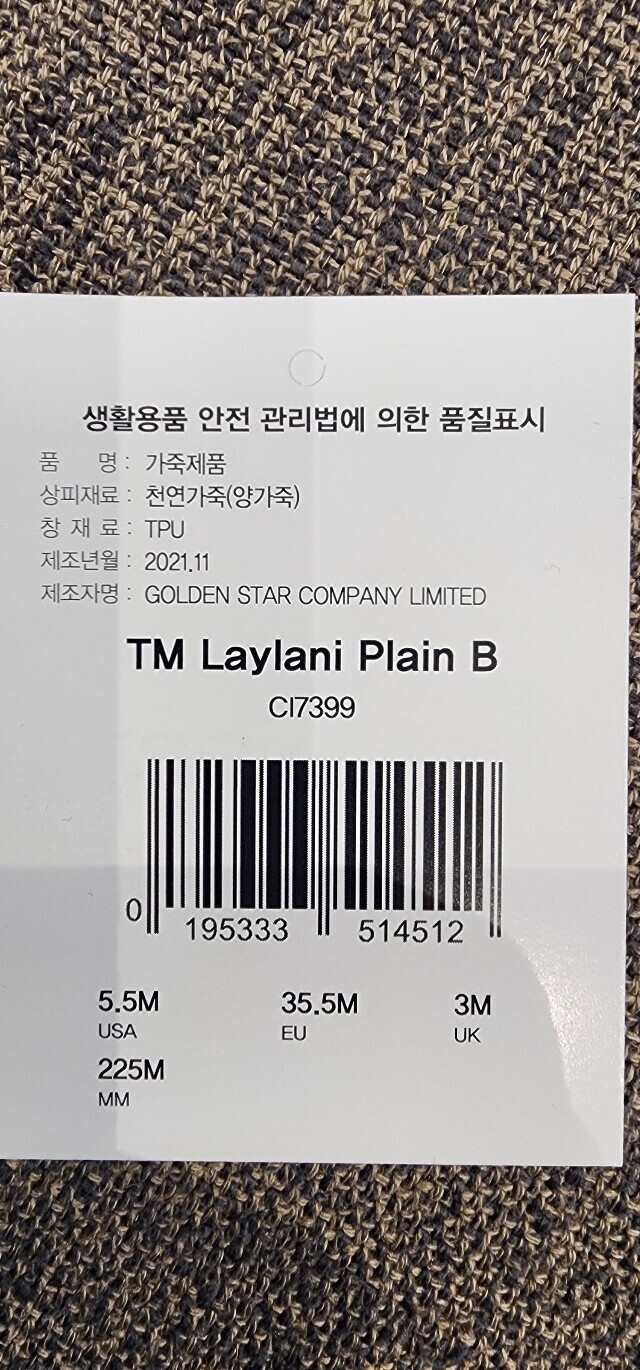 생활용품 안전 관리법에 의한 품질표시
품 명 : 가죽제품
상피재료 : 천연가죽(양가죽)
창 재 료 : TPU
제조년월 : 2021.11
제조자명 : GOLDEN STAR COMPANY LIMITED
TM Laylani Plain B
CI7399
0 195333 514512
5.5M 35.5M 3M
USA EU UK
225M
MM